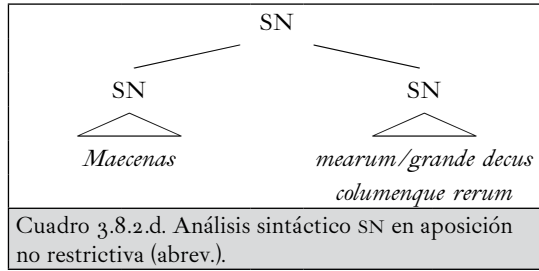 SN
SN SN
Maecenas mearum/grande decus
columenque rerum
Cuadro 3.8.2.d. Análisis sintáctico SN en aposición
no restrictiva (abrev.).